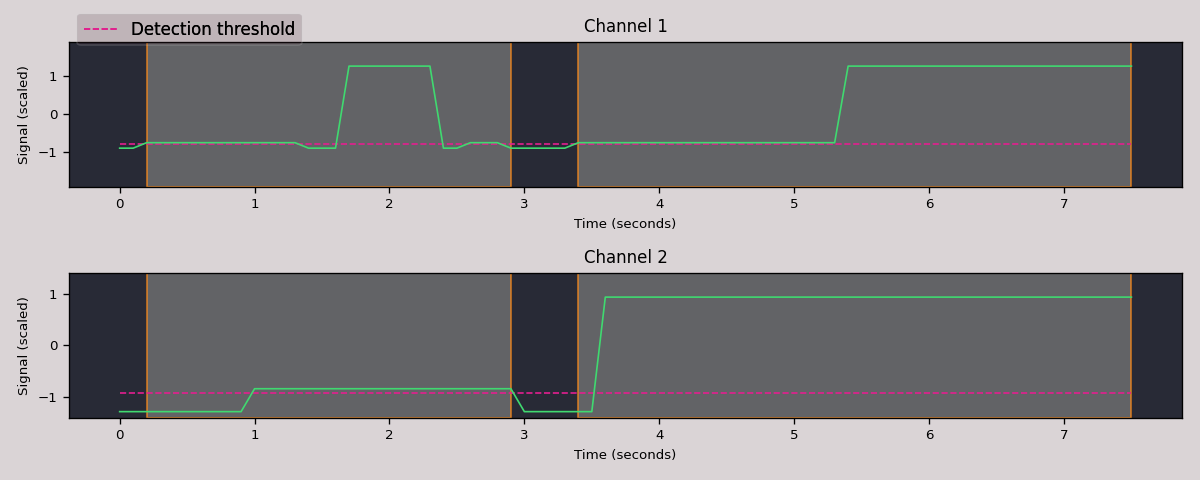 Detection threshold
Channel 1
Signal (scaled)
1
0
−1
0 1 2 3 4 5 6 7
Time (seconds)
Channel 2
Signal (scaled)
1
0
−1
0 1 2 3 4 5 6 7
Time (seconds)